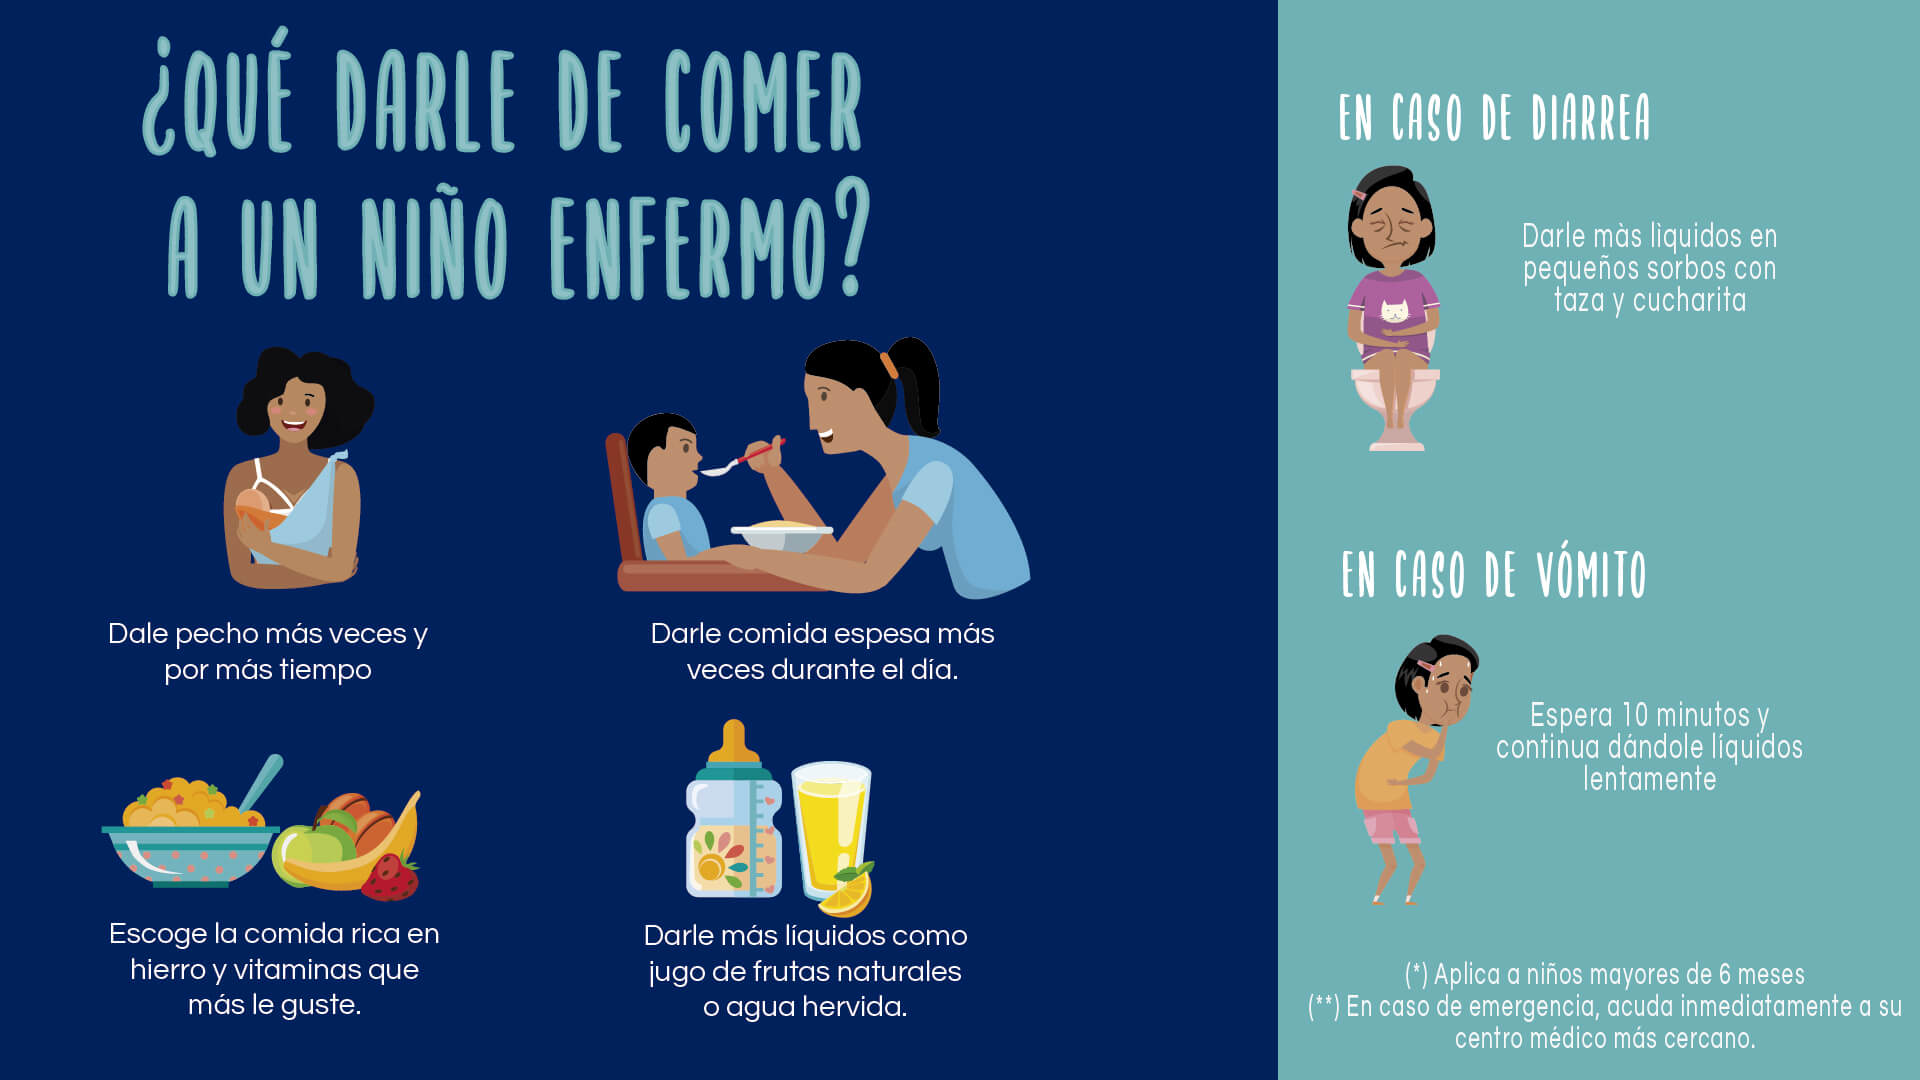 ¿QUÉ DARLE DE COMER
A UN NIÑO ENFERMO?
Dale pecho más veces y
por más tiempo
Darle comida espesa más
veces durante el día.
Escoge la comida rica en
hierro y vitaminas que
más le guste.
Darle más líquidos como
jugo de frutas naturales
o agua hervida.
EN CASO DE DIARREA
Darle màs lìquidos en
pequeños sorbos con
taza y cucharita
EN CASO DE VÓMITO
Espera 10 minutos y
continua dándole líquidos
lentamente
(*) Aplica a niños mayores de 6 meses
(**) En caso de emergencia, acuda inmediatamente a su
centro médico más cercano.